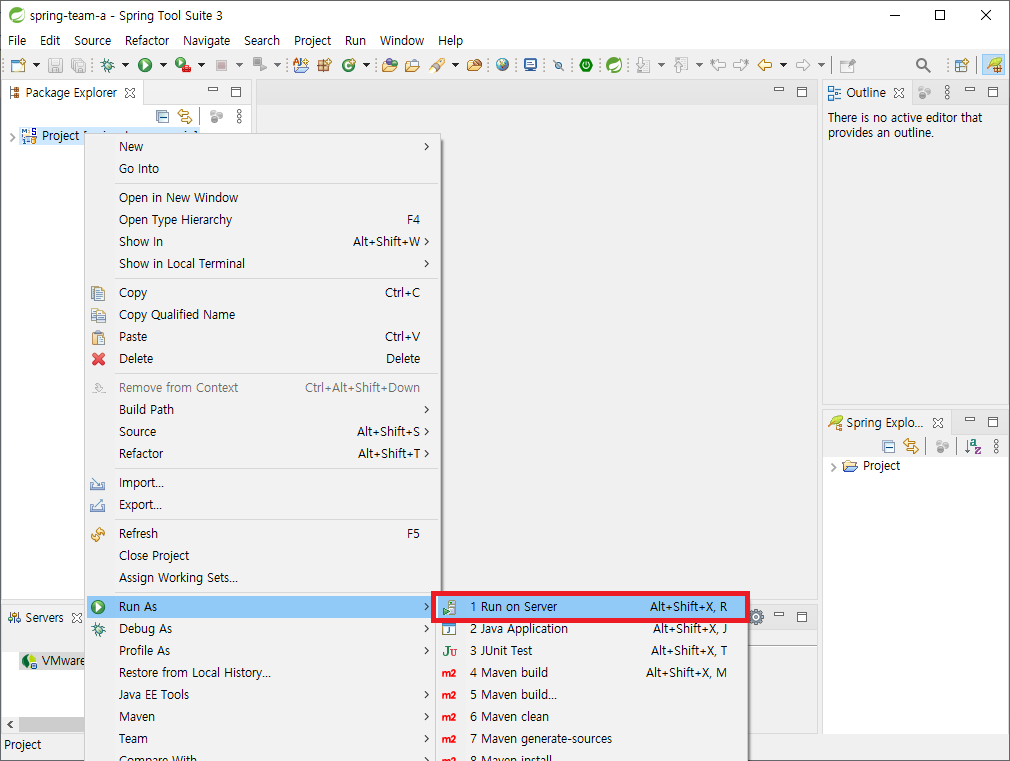 spring-team-a - Spring Tool Suite 3
File Edit Source Refactor Navigate Search Project Run Window Help
Package Explorer
Project
New
Go Into
Open in New Window
Open Type Hierarchy F4
Show In Alt+Shift+W
Show in Local Terminal
Copy Ctrl+C
Copy Qualified Name
Paste Ctrl+V
Delete Delete
Remove from Context Ctrl+Alt+Shift+Down
Build Path
Source Alt+Shift+S
Refactor Alt+Shift+T
Import...
Export...
Refresh F5
Close Project
Assign Working Sets...
Run As
Debug As
Profile As
Restore from Local History...
Java EE Tools
Maven
Team
Compare With
1 Run on Server Alt+Shift+X, R
2 Java Application Alt+Shift+X, J
3 JUnit Test Alt+Shift+X, T
4 Maven build Alt+Shift+X, M
5 Maven build...
6 Maven clean
7 Maven generate-sources
8 Maven install
Outline
There is no active editor that
provides an outline.
Spring Explo...
Project
Servers
VMware
Project